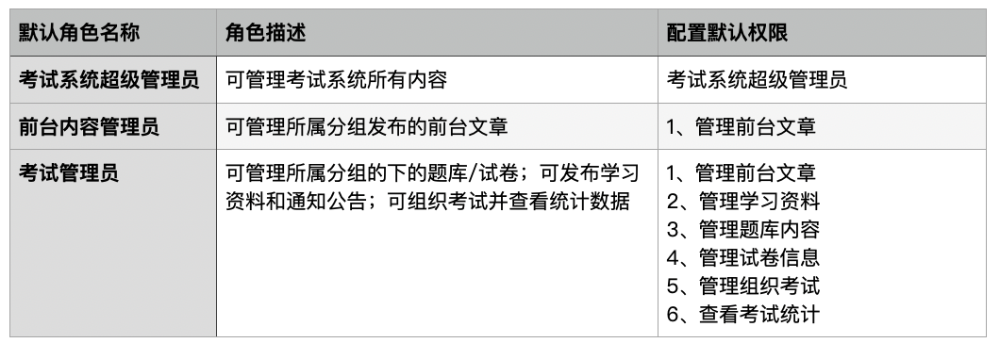 默认角色名称 角色描述 配置默认权限
考试系统超级管理员 可管理考试系统所有内容 考试系统超级管理员
前台内容管理员 可管理所属分组发布的前台文章 1、管理前台文章
考试管理员 可管理所属分组的下的题库/试卷；可发布学习
资料和通知公告；可组织考试并查看统计数据
1、管理前台文章
2、管理学习资料
3、管理题库内容
4、管理试卷信息
5、管理组织考试
6、查看考试统计